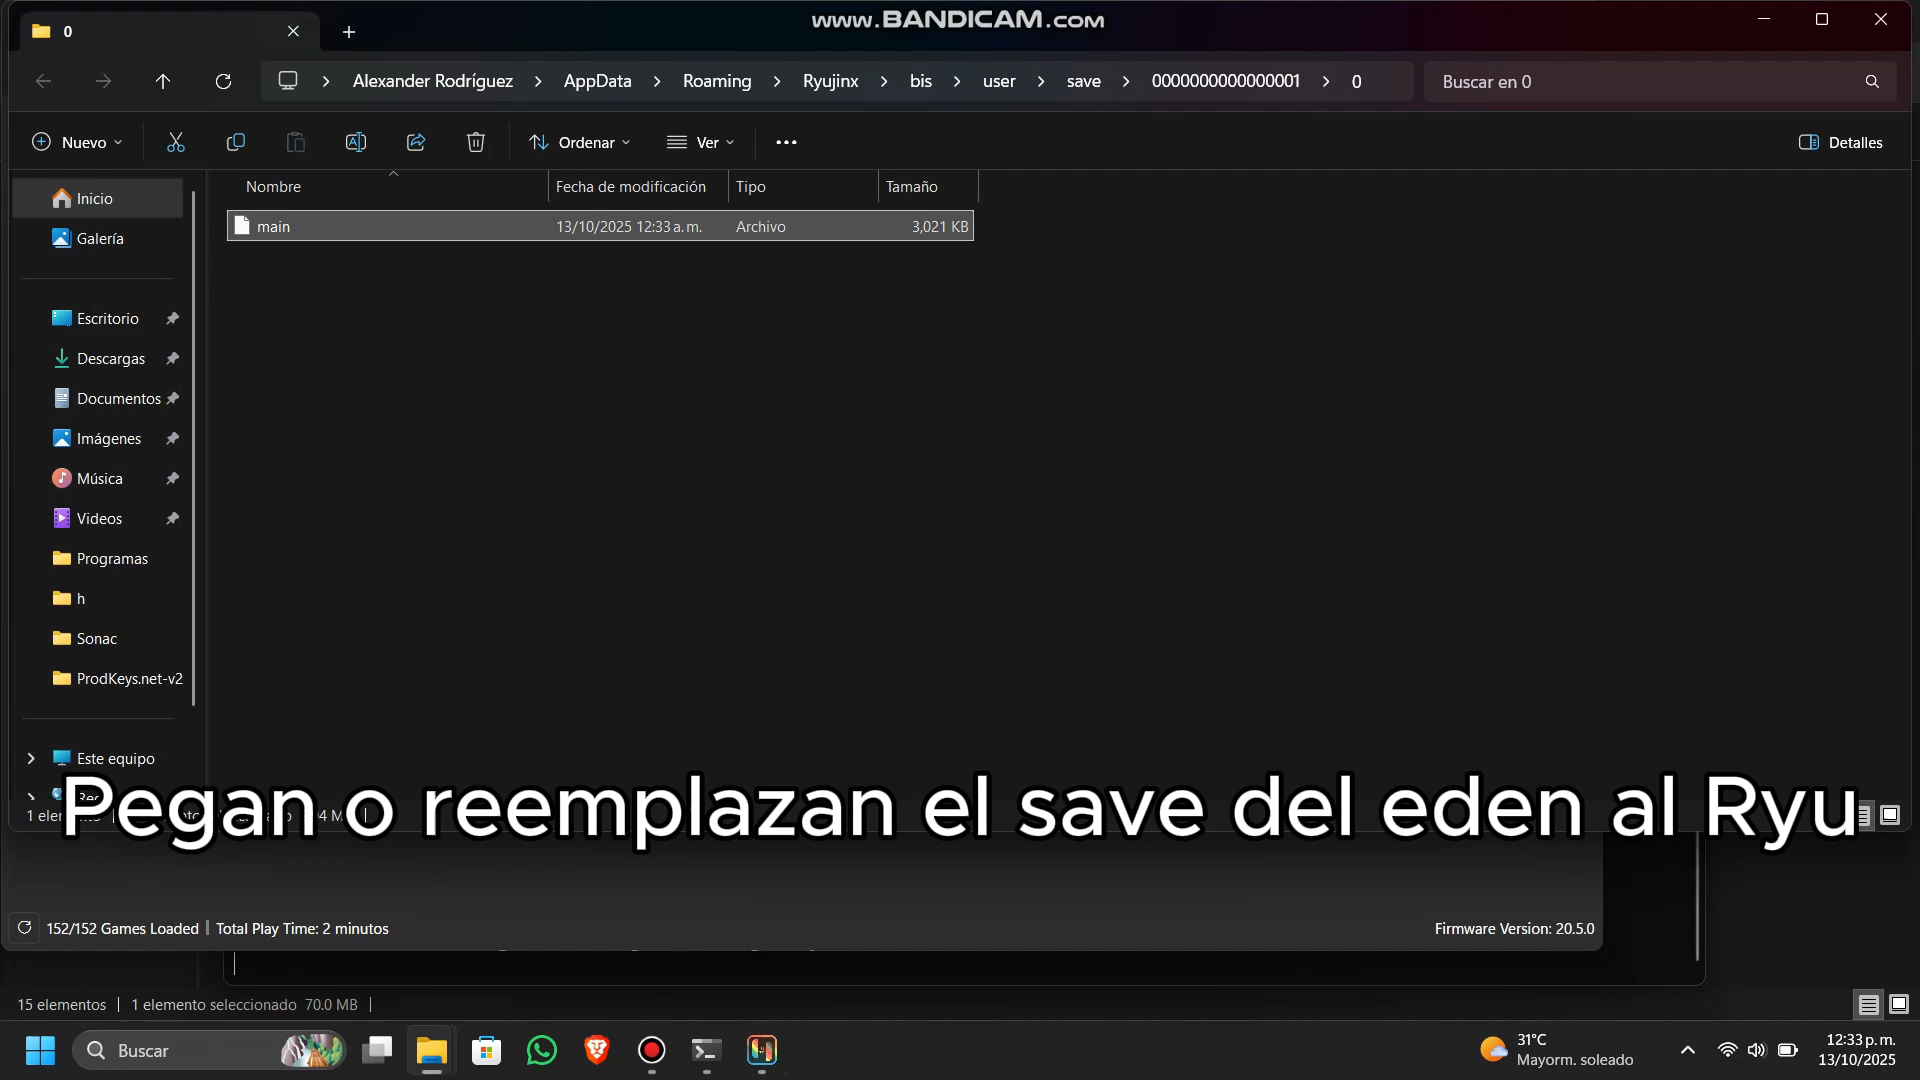 www.BANDICAM.com
0
Alexander Rodríguez > AppData > Roaming > Ryujinx > bis > user > save > 0000000000000001 > 0
Buscar en 0
Nuevo
Ordenar
Ver
Detalles
Nombre
Fecha de modificación
Tipo
Tamaño
main
13/10/2025 12:33 a. m.
Archivo
3,021 KB
Inicio
Galería
Escritorio
Descargas
Documentos
Imágenes
Música
Videos
Programas
h
Sonac
ProdKeys.net-v2
Este equipo
Pegan o reemplazan el save del eden al Ryu
152/152 Games Loaded | Total Play Time: 2 minutos
Firmware Version: 20.5.0
15 elementos | 1 elemento seleccionado 70.0 MB |
Buscar
31°C
Mayorm. soleado
12:33 p. m.
13/10/2025